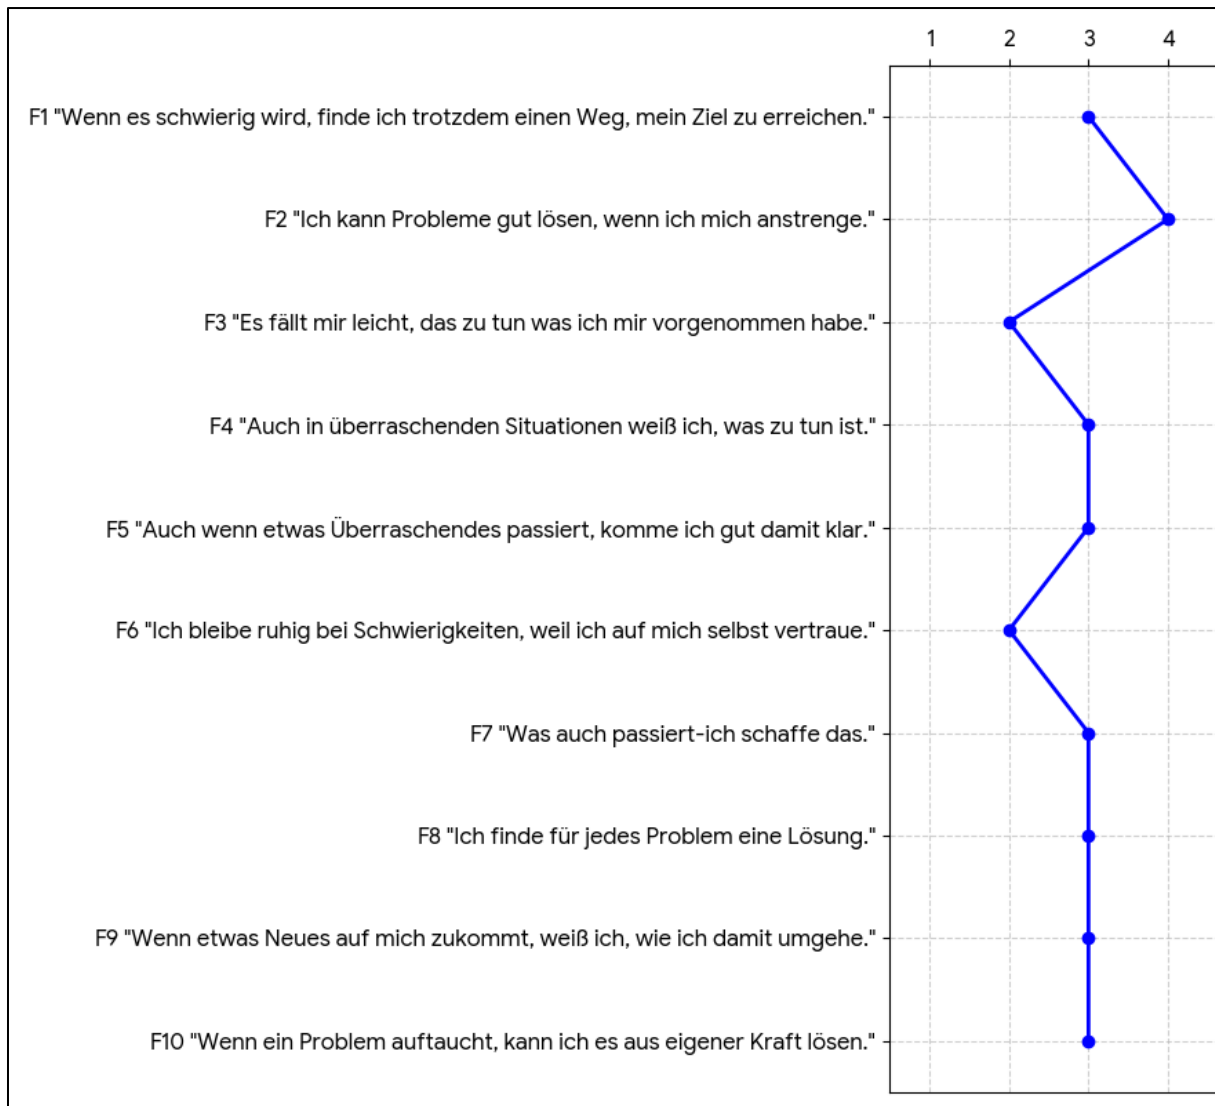 1 2 3 4
F1 "Wenn es schwierig wird, finde ich trotzdem einen Weg, mein Ziel zu erreichen."
F2 "Ich kann Probleme gut lösen, wenn ich mich anstrenge."
F3 "Es fällt mir leicht, das zu tun was ich mir vorgenommen habe."
F4 "Auch in überraschenden Situationen weiß ich, was zu tun ist."
F5 "Auch wenn etwas Überraschendes passiert, komme ich gut damit klar."
F6 "Ich bleibe ruhig bei Schwierigkeiten, weil ich auf mich selbst vertraue."
F7 "Was auch passiert-ich schaffe das."
F8 "Ich finde für jedes Problem eine Lösung."
F9 "Wenn etwas Neues auf mich zukommt, weiß ich, wie ich damit umgehe."
F10 "Wenn ein Problem auftaucht, kann ich es aus eigener Kraft lösen."